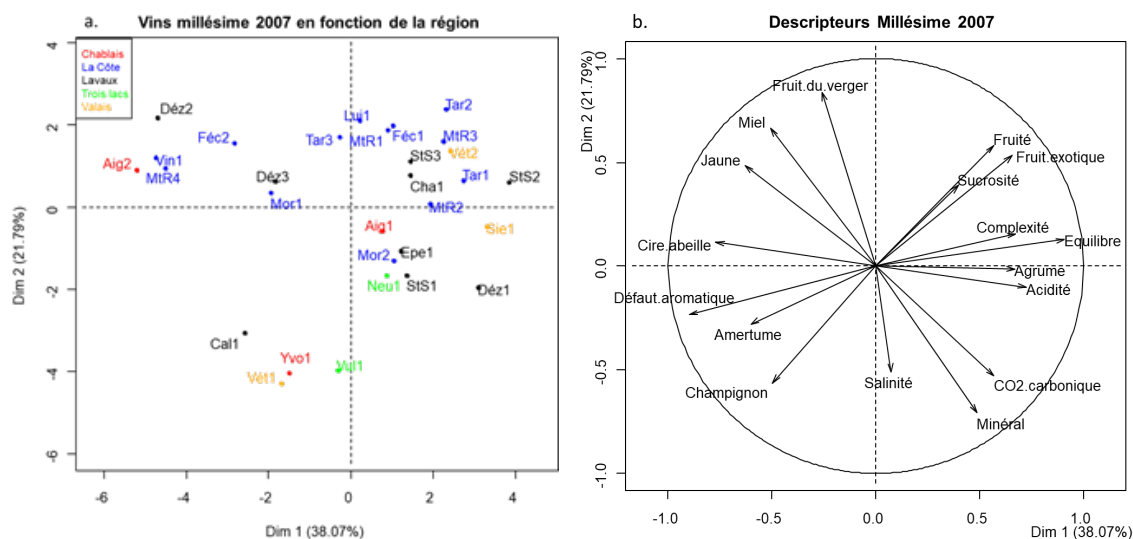 a.
Vins millésime 2007 en fonction de la région
Chablais
La Côte
Lavaux
Trois lacs
Valais
Déz2
Tar2
Lui1
Féc2
Tar3
MtR1
Féc1
MtR3
Vét2
StS3
Vin1
Aig2
MtR4
Déz3
Cha1
Tar1
StS2
Mor1
MtR2
Aig1
Sie1
Mor2
Epe1
Neu1
StS1
Déz1
Cal1
Yvo1
Vul1
Vét1
4
2
0
-2
-4
-6
Dim 2 (21.79%)
-6 -4 -2 0 2 4
Dim 1 (38.07%)
b.
Descripteurs Millésime 2007
Fruit.du.verger
Miel
Fruité
Jaune
Fruit.exotique
Sucrosité
Complexité
Cire.abeille
Equilibre
Agrume
Acidité
Défaut.aromatique
Amertume
Champignon
Salinité
CO2.carbonique
Minéral
1.0
0.5
0.0
-0.5
-1.0
Dim 2 (21.79%)
-1.0 -0.5 0.0 0.5 1.0
Dim 1 (38.07%)